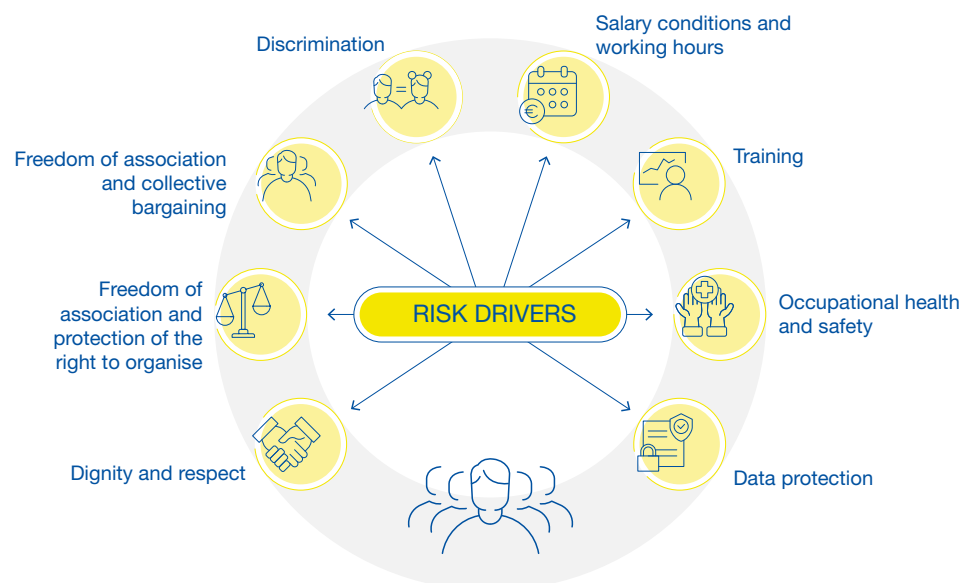 Discrimination
Salary conditions and
working hours
Freedom of association
and collective
bargaining
Training
Freedom of
association and
protection of the
right to organise
RISK DRIVERS
Occupational health
and safety
Dignity and respect
Data protection
€